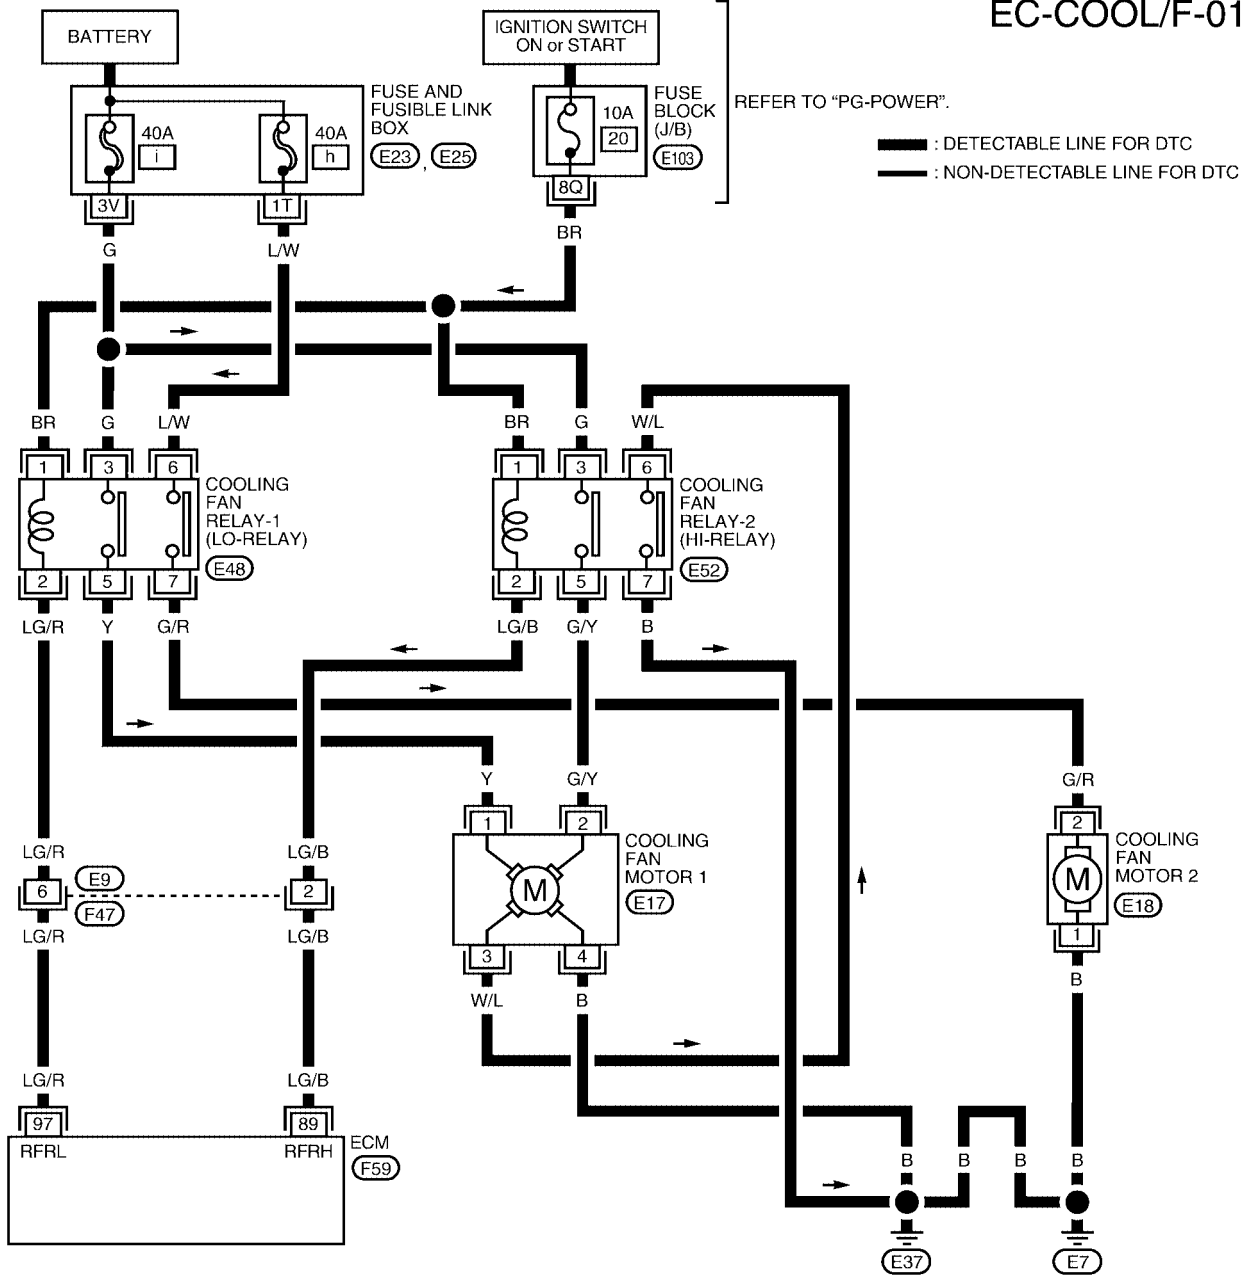 EC-COOL/F-01
BATTERY
IGNITION SWITCH
ON or START
FUSE AND
FUSIBLE LINK
BOX
E23 , E25
40A
i
40A
h
10A
20
FUSE
BLOCK
(J/B)
E103
REFER TO "PG-POWER".
: DETECTABLE LINE FOR DTC
: NON-DETECTABLE LINE FOR DTC
3V
1T
8Q
G
L/W
BR
BR
G
L/W
BR
G
W/L
1
3
6
1
3
6
COOLING
FAN
RELAY-1
(LO-RELAY)
E48
COOLING
FAN
RELAY-2
(HI-RELAY)
E52
2
5
7
2
5
7
LG/R
Y
G/R
LG/B
G/Y
B
Y
G/Y
G/R
1
2
2
COOLING
FAN
MOTOR 1
E17
M
COOLING
FAN
MOTOR 2
E18
M
LG/R
LG/B
6
E9
F47
2
LG/R
LG/B
3
4
1
W/L
B
B
LG/R
LG/B
97
89
RFRL
RFRH
ECM
F59
B
B
B
B
E37
E7